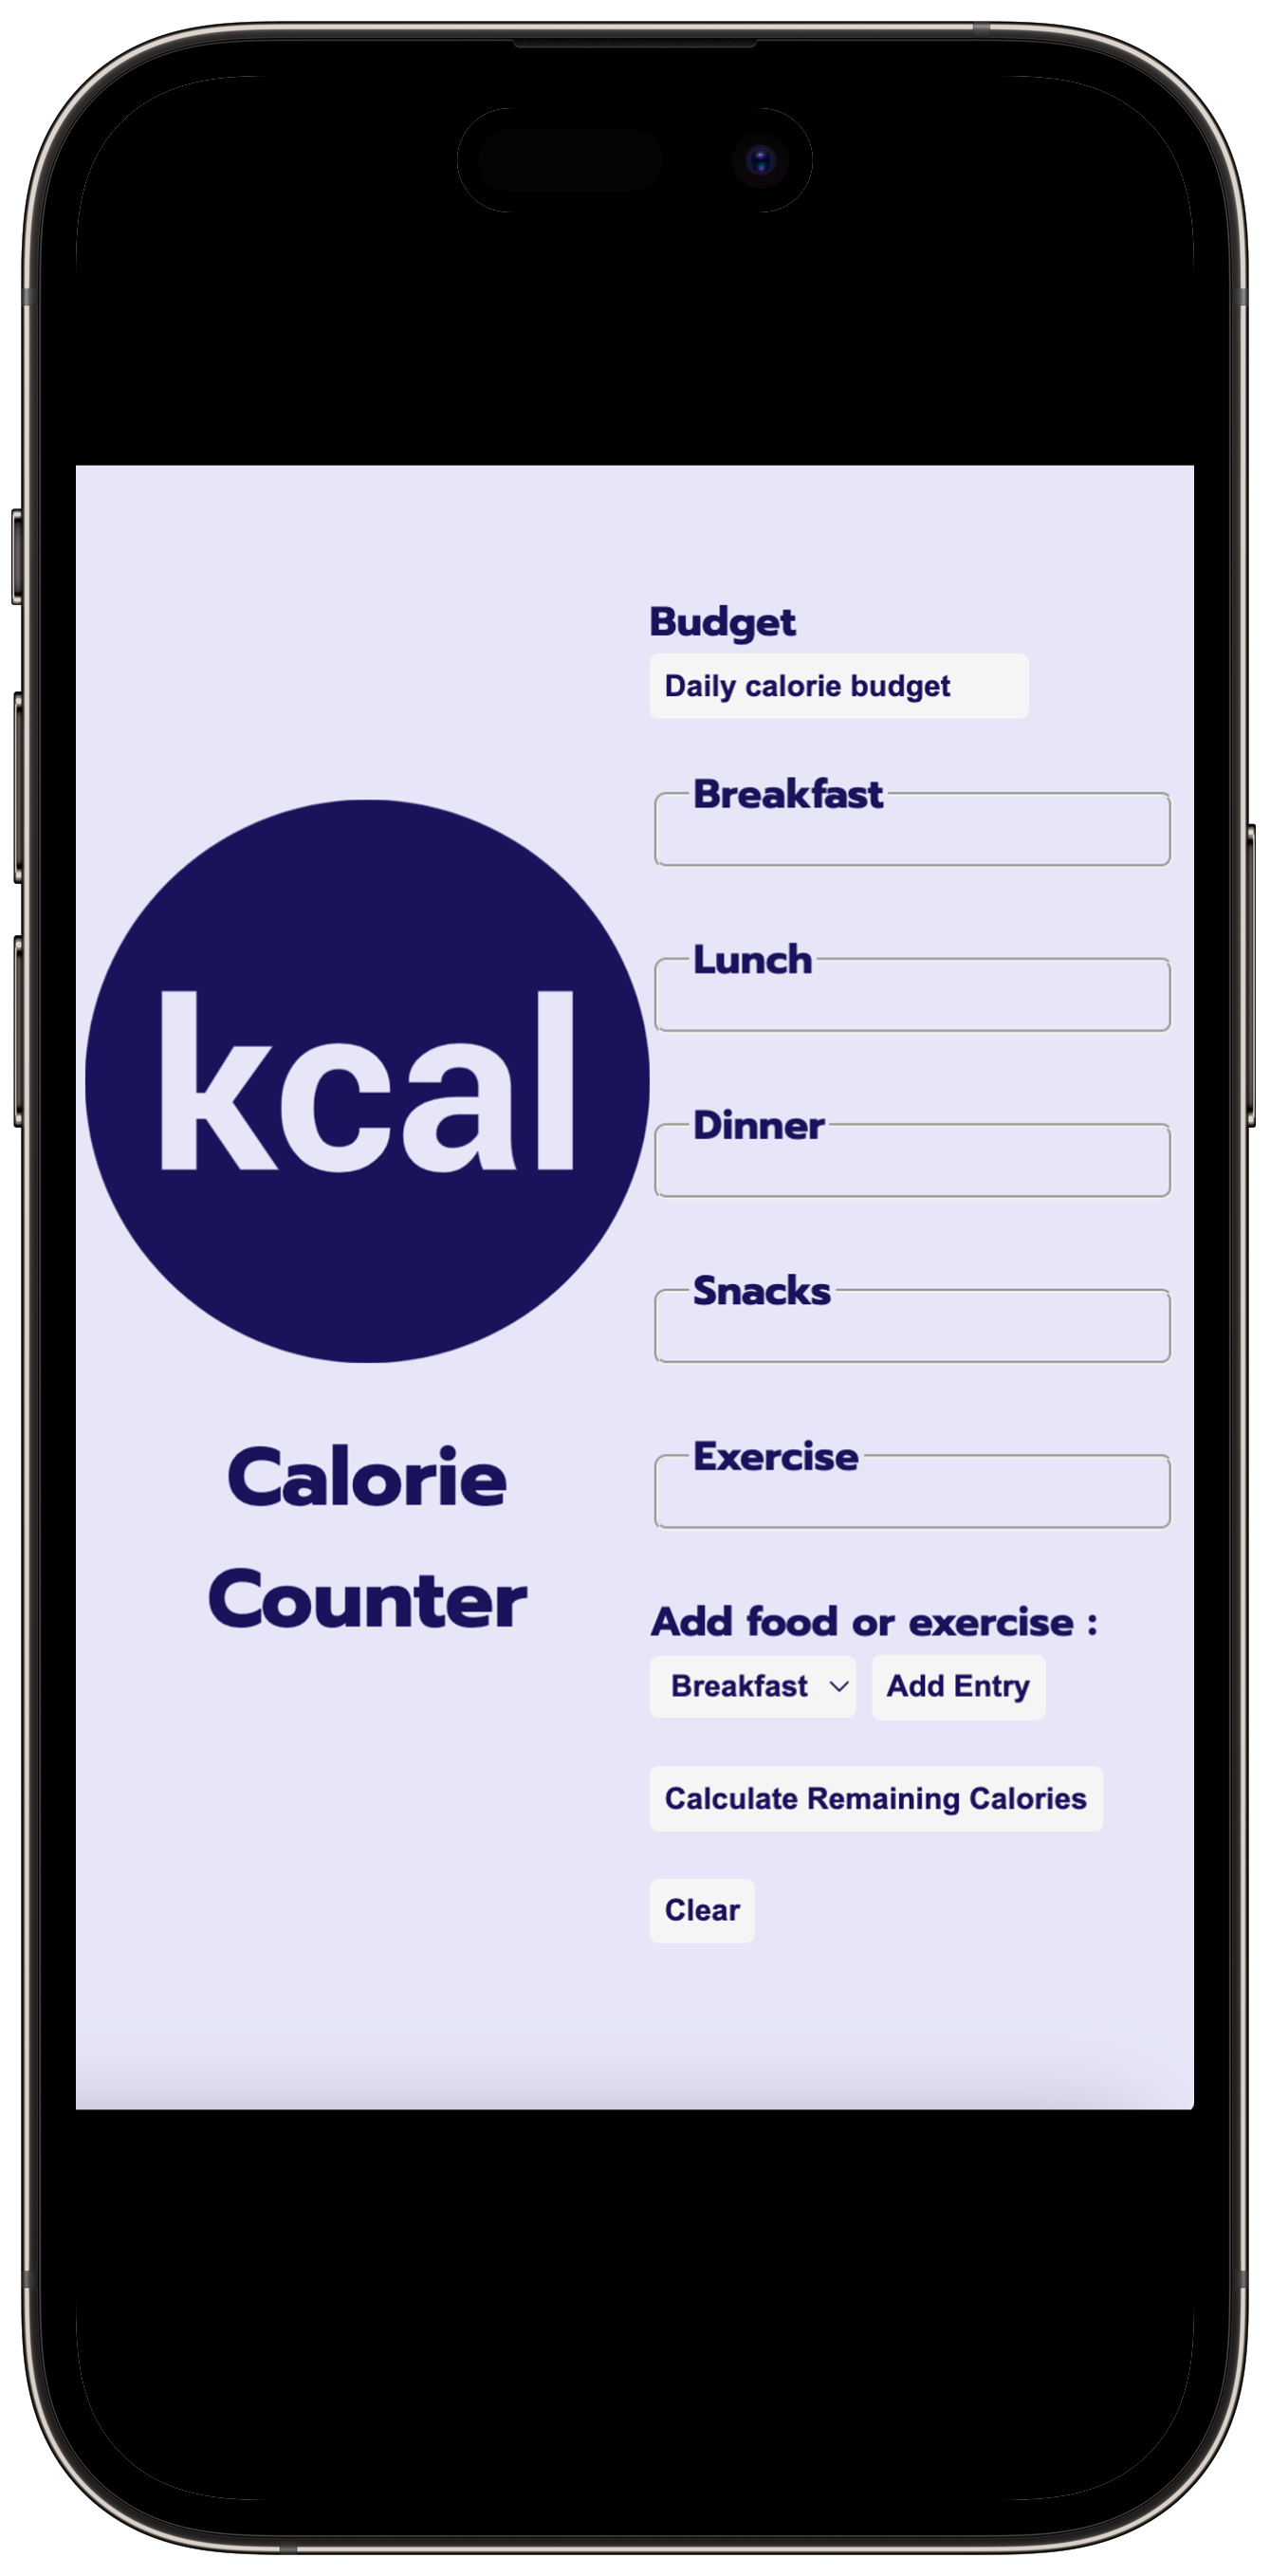 kcal
Calorie
Counter
Budget
Daily calorie budget
Breakfast
Lunch
Dinner
Snacks
Exercise
Add food or exercise :
Breakfast
Add Entry
Calculate Remaining Calories
Clear